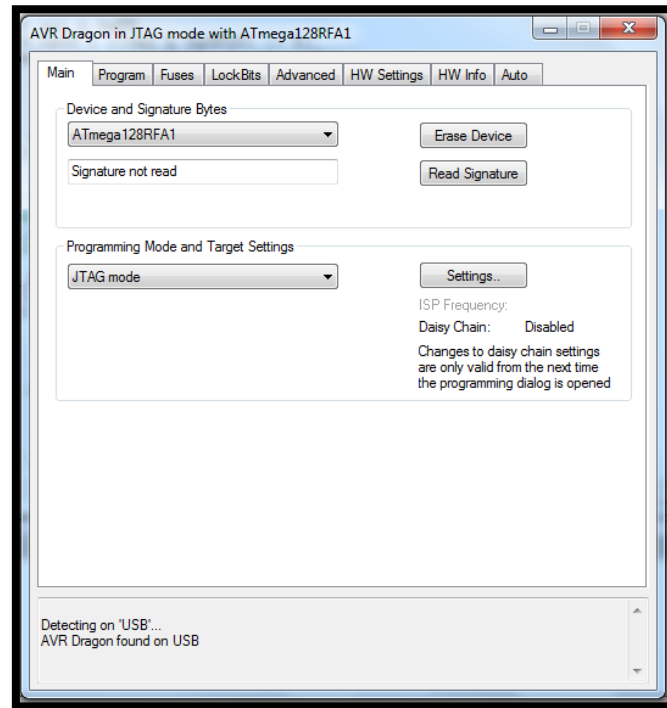 AVR Dragon in JTAG mode with ATmega128RFA1
Main Program Fuses LockBits Advanced HW Settings HW Info Auto
Device and Signature Bytes
ATmega128RFA1 Erase Device
Signature not read Read Signature
Programming Mode and Target Settings
JTAG mode Settings..
ISP Frequency:
Daisy Chain: Disabled
Changes to daisy chain settings
are only valid from the next time
the programming dialog is opened
Detecting on 'USB'...
AVR Dragon found on USB